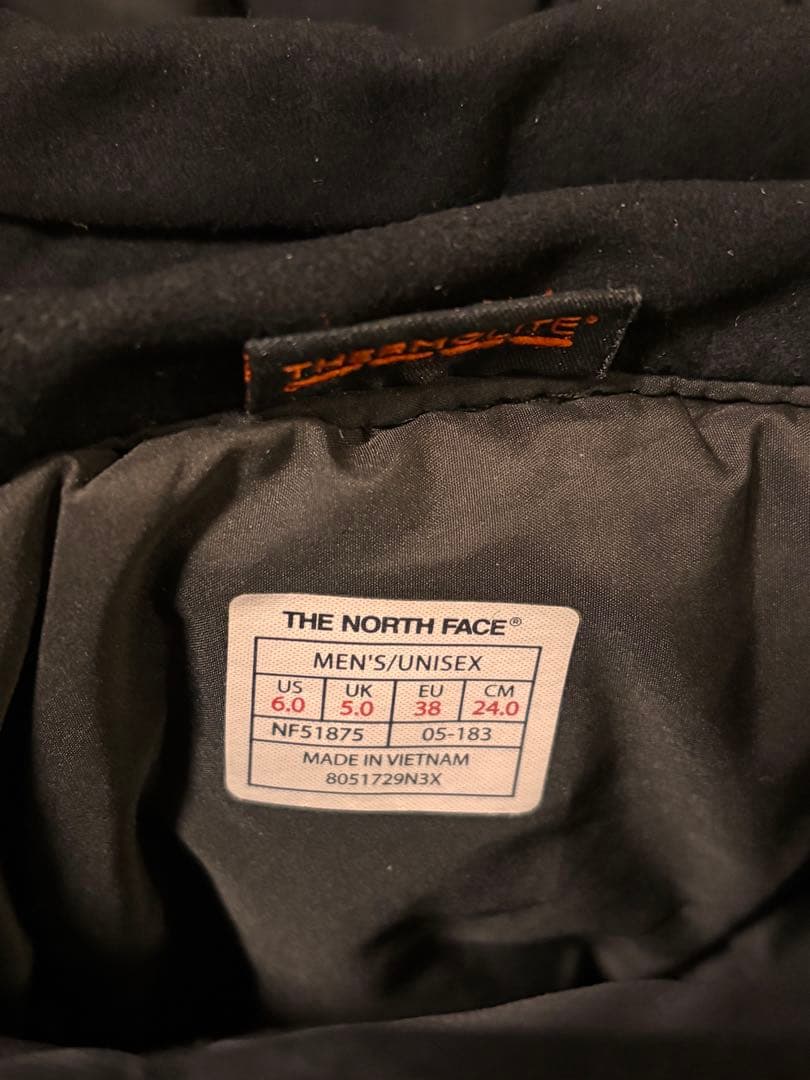 THERMOLITE®
THE NORTH FACE®
MEN'S/UNISEX
US UK EU CM
6.0 5.0 38 24.0
NF51875 05-183
MADE IN VIETNAM
8051729N3X